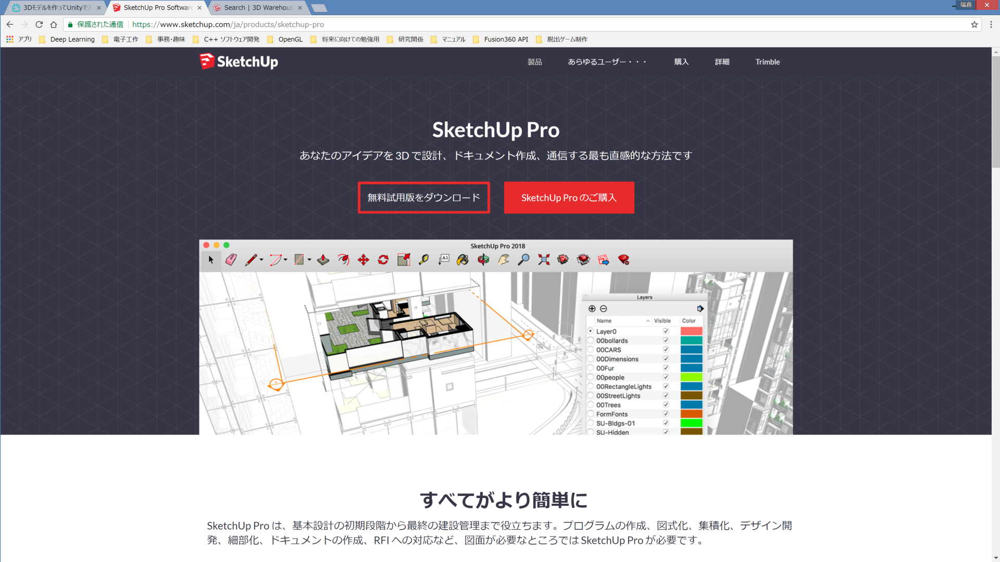 3Dモデルを作ってUnityでア
SketchUp Pro Software
Search | 3D Warehous
瑞喜
保護された通信
https://www.sketchup.com/ja/products/sketchup-pro
アプリ
Deep Learning
電子工作
事務・趣味
C++ ソフトウェア開発
OpenGL
将来に向けての勉強用
研究関係
マニュアル
Fusion360 API
脱出ゲーム制作
SketchUp
製品
あらゆるユーザー・・・
購入
詳細
Trimble
SketchUp Pro
あなたのアイデアを 3D で設計、ドキュメント作成、通信する最も直感的な方法です
無料試用版をダウンロード
SketchUp Pro のご購入
SketchUp Pro 2018
A1
Layers
Name Visible Color
Layer0
00bollards
00CARS
00Dimensions
00Fur
00people
00RectangleLights
00StreetLights
00Trees
FormFonts
SU-Bldgs-01
SU-Hidden
すべてがより簡単に
SketchUp Pro は、基本設計の初期段階から最終の建設管理まで役立ちます。プログラムの作成、図式化、集積化、デザイン開
発、細部化、ドキュメントの作成、RFI への対応など、図面が必要なところでは SketchUp Pro が必要です。